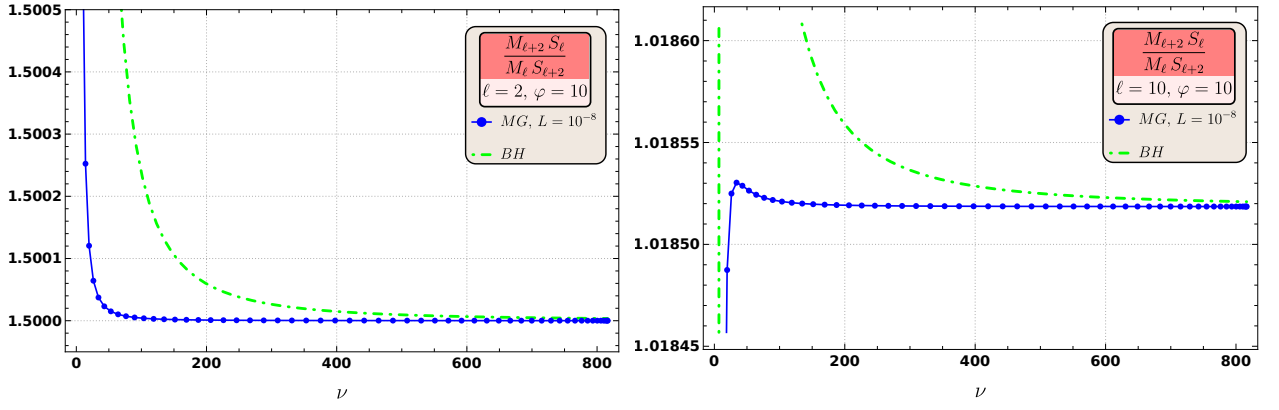 1.5005
1.5004
1.5003
1.5002
1.5001
1.5000
0 200 400 600 800
ν
M_{ℓ+2} S_ℓ
M_ℓ S_{ℓ+2}
ℓ = 2, φ = 10
MG, L = 10^{-8}
BH
1.01860
1.01855
1.01850
1.01845
0 200 400 600 800
ν
M_{ℓ+2} S_ℓ
M_ℓ S_{ℓ+2}
ℓ = 10, φ = 10
MG, L = 10^{-8}
BH